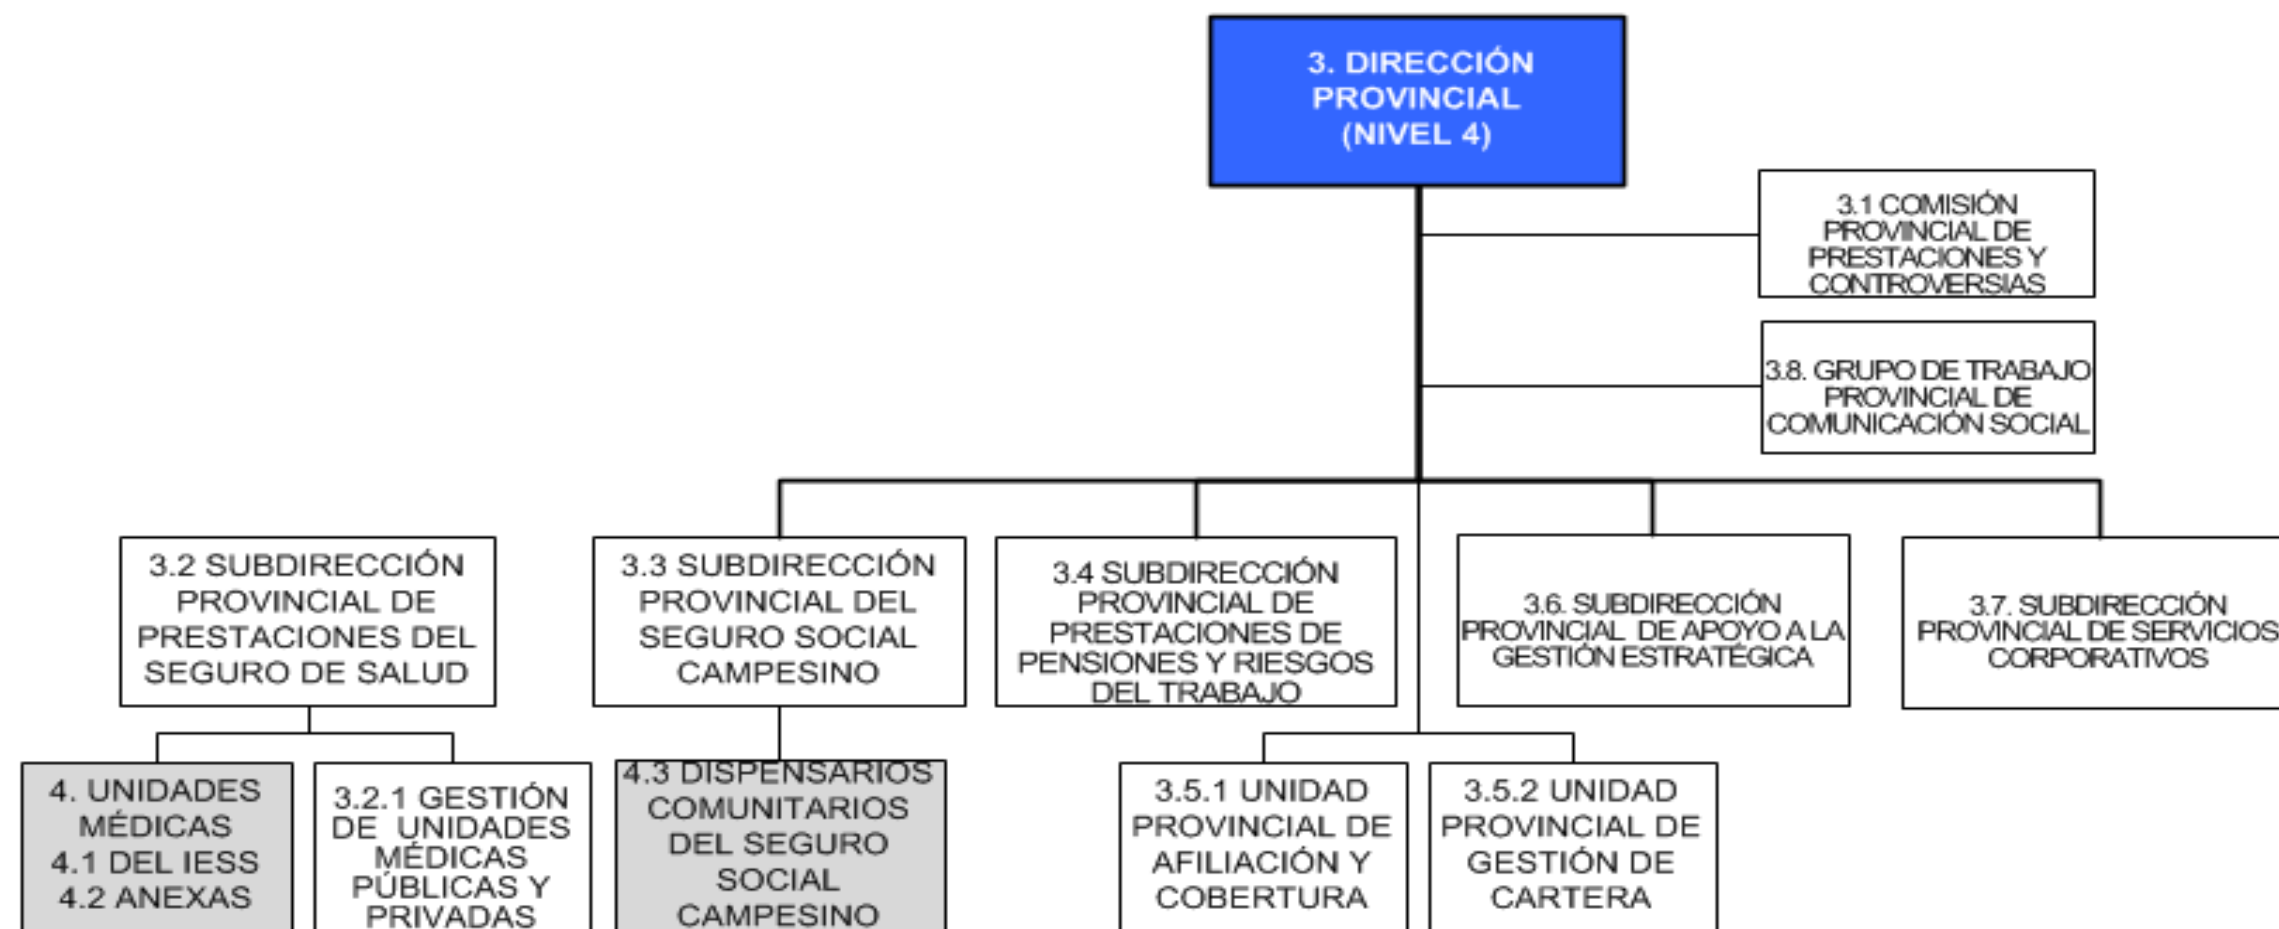 3. DIRECCIÓN
PROVINCIAL
(NIVEL 4)
3.1 COMISIÓN
PROVINCIAL DE
PRESTACIONES Y
CONTROVERSIAS
3.8. GRUPO DE TRABAJO
PROVINCIAL DE
COMUNICACIÓN SOCIAL
3.2 SUBDIRECCIÓN
PROVINCIAL DE
PRESTACIONES DEL
SEGURO DE SALUD
3.3 SUBDIRECCIÓN
PROVINCIAL DEL
SEGURO SOCIAL
CAMPESINO
3.4 SUBDIRECCIÓN
PROVINCIAL DE
PRESTACIONES DE
PENSIONES Y RIESGOS
DEL TRABAJO
3.6. SUBDIRECCIÓN
PROVINCIAL DE APOYO A LA
GESTIÓN ESTRATÉGICA
3.7. SUBDIRECCIÓN
PROVINCIAL DE SERVICIOS
CORPORATIVOS
4. UNIDADES
MÉDICAS
4.1 DEL IESS
4.2 ANEXAS
3.2.1 GESTIÓN
DE UNIDADES
MÉDICAS
PÚBLICAS Y
PRIVADAS
4.3 DISPENSARIOS
COMUNITARIOS
DEL SEGURO
SOCIAL
CAMPESINO
3.5.1 UNIDAD
PROVINCIAL DE
AFILIACIÓN Y
COBERTURA
3.5.2 UNIDAD
PROVINCIAL DE
GESTIÓN DE
CARTERA